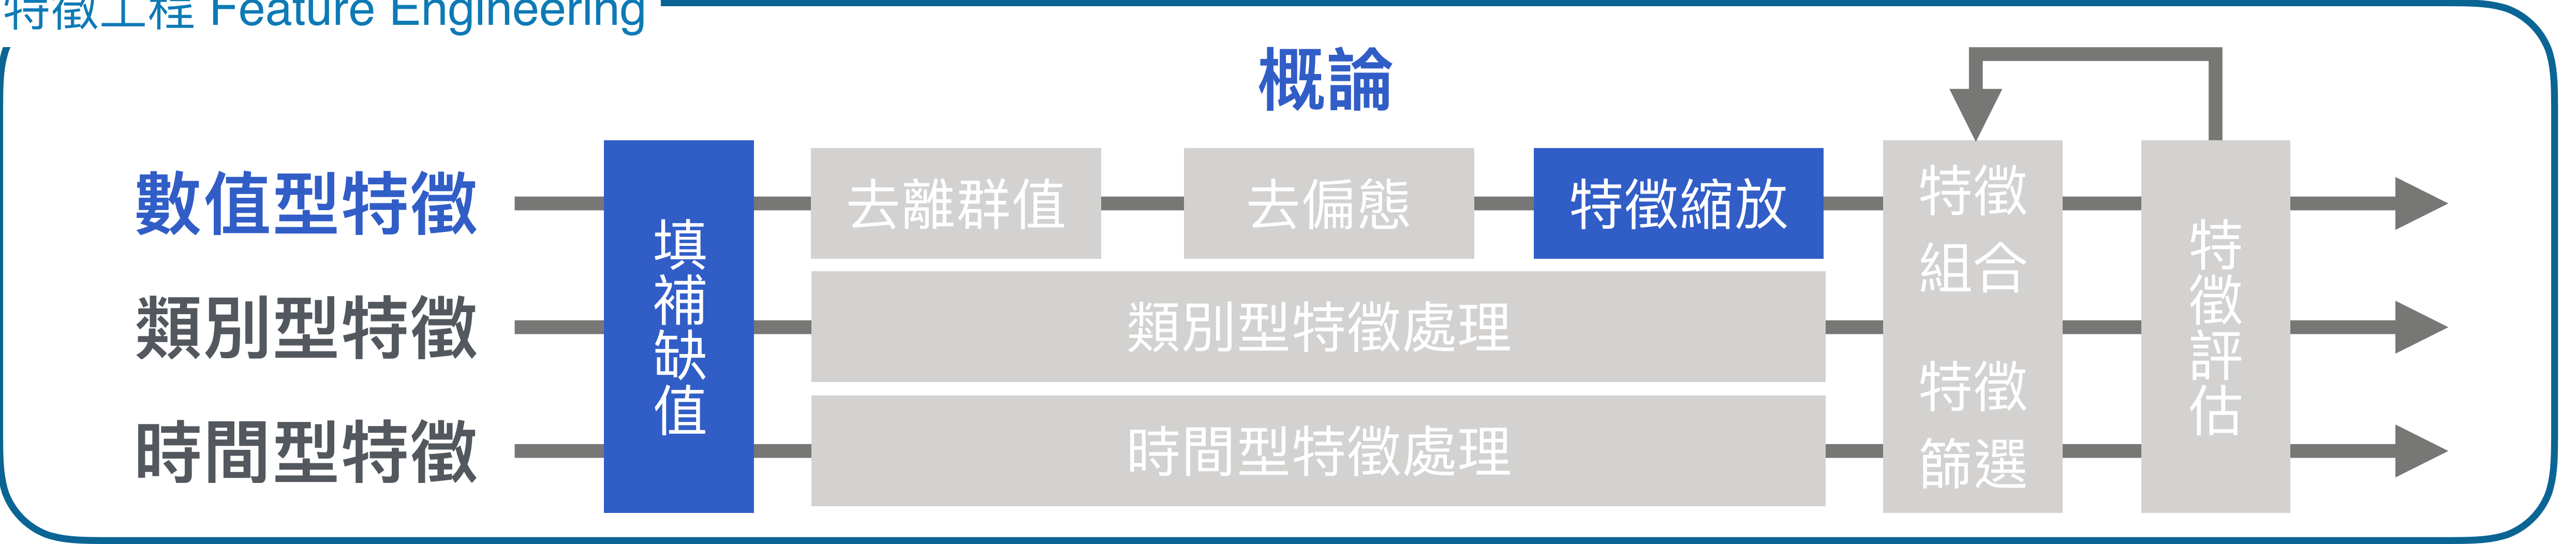 特徵工程 Feature Engineering
概論
數值型特徵
類別型特徵
時間型特徵
填補缺值
去離群值
去偏態
特徵縮放
類別型特徵處理
時間型特徵處理
特徵
組合
特徵
篩選
特徵評估